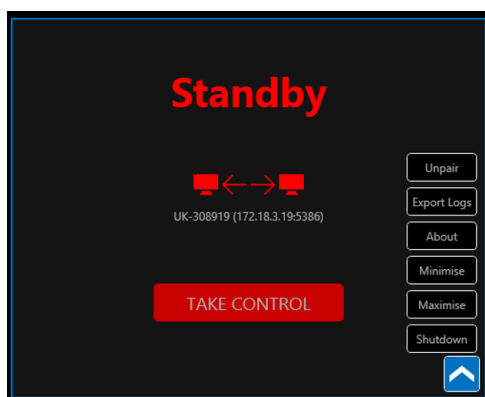 Standby
UK-308919 (172.18.3.19:5386)
TAKE CONTROL
Unpair
Export Logs
About
Minimise
Maximise
Shutdown